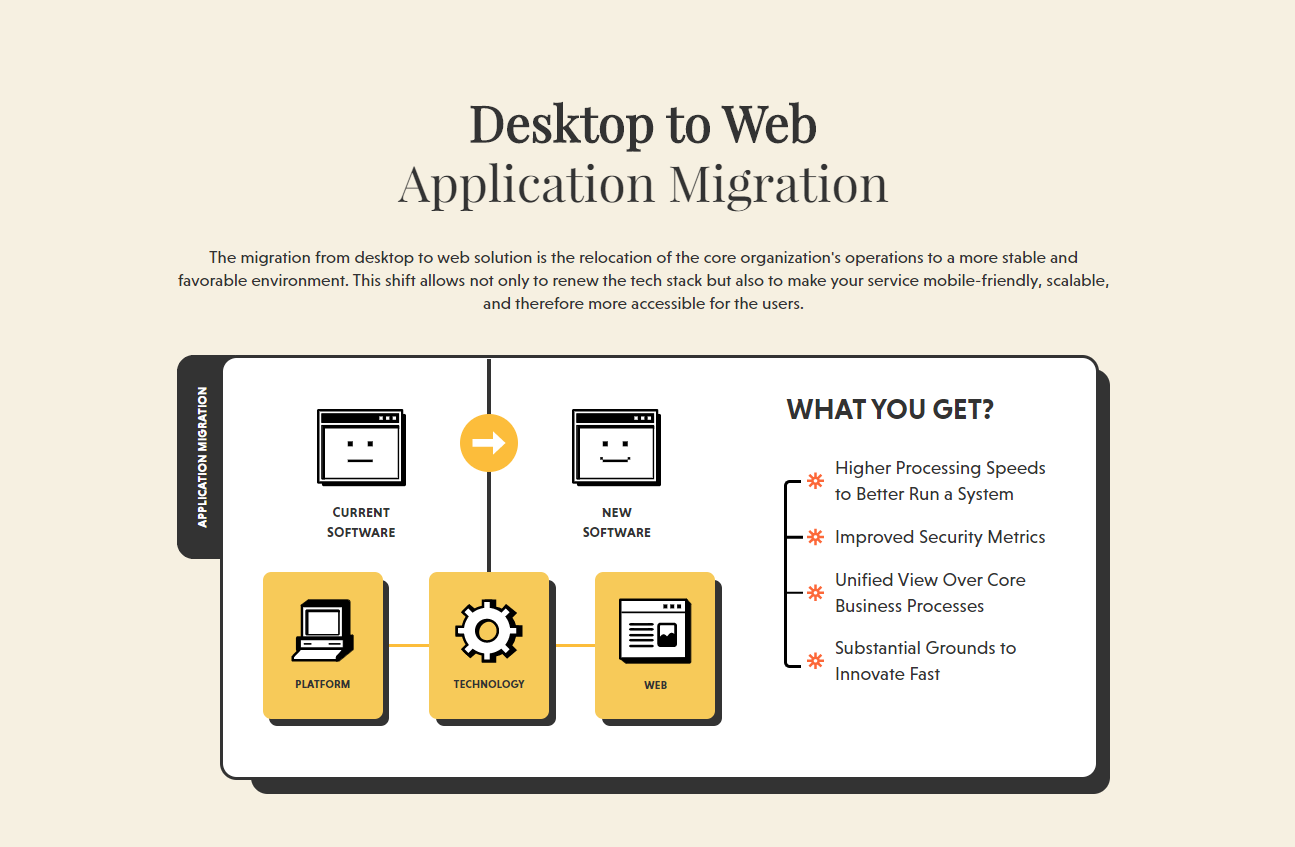 Desktop to Web
Application Migration
The migration from desktop to web solution is the relocation of the core organization's operations to a more stable and
favorable environment. This shift allows not only to renew the tech stack but also to make your service mobile-friendly, scalable,
and therefore more accessible for the users.
APPLICATION MIGRATION
CURRENT
SOFTWARE
NEW
SOFTWARE
PLATFORM
TECHNOLOGY
WEB
WHAT YOU GET?
Higher Processing Speeds
to Better Run a System
Improved Security Metrics
Unified View Over Core
Business Processes
Substantial Grounds to
Innovate Fast